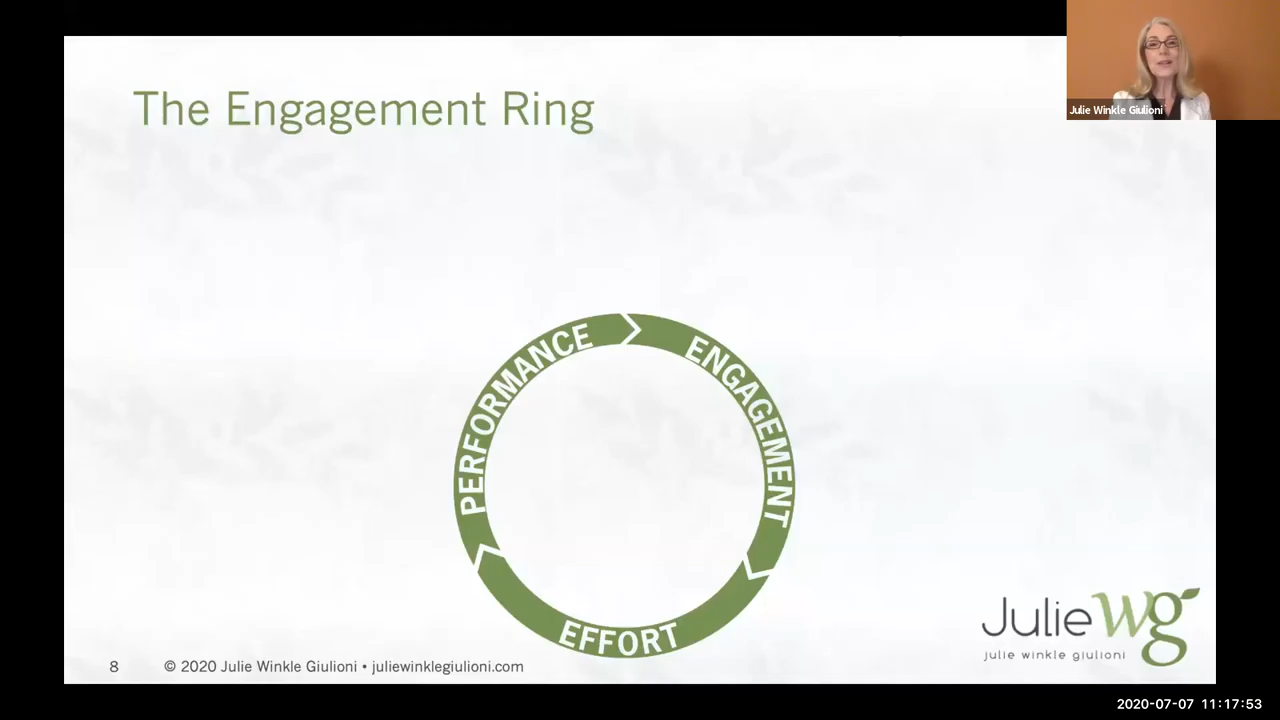 The Engagement Ring
Julie Winkle Giulioni
PERFORMANCE
ENGAGEMENT
EFFORT
Julie wg
julie winkle giulioni
8
© 2020 Julie Winkle Giulioni • juliewinklegiulioni.com
2020-07-07 11:17:53